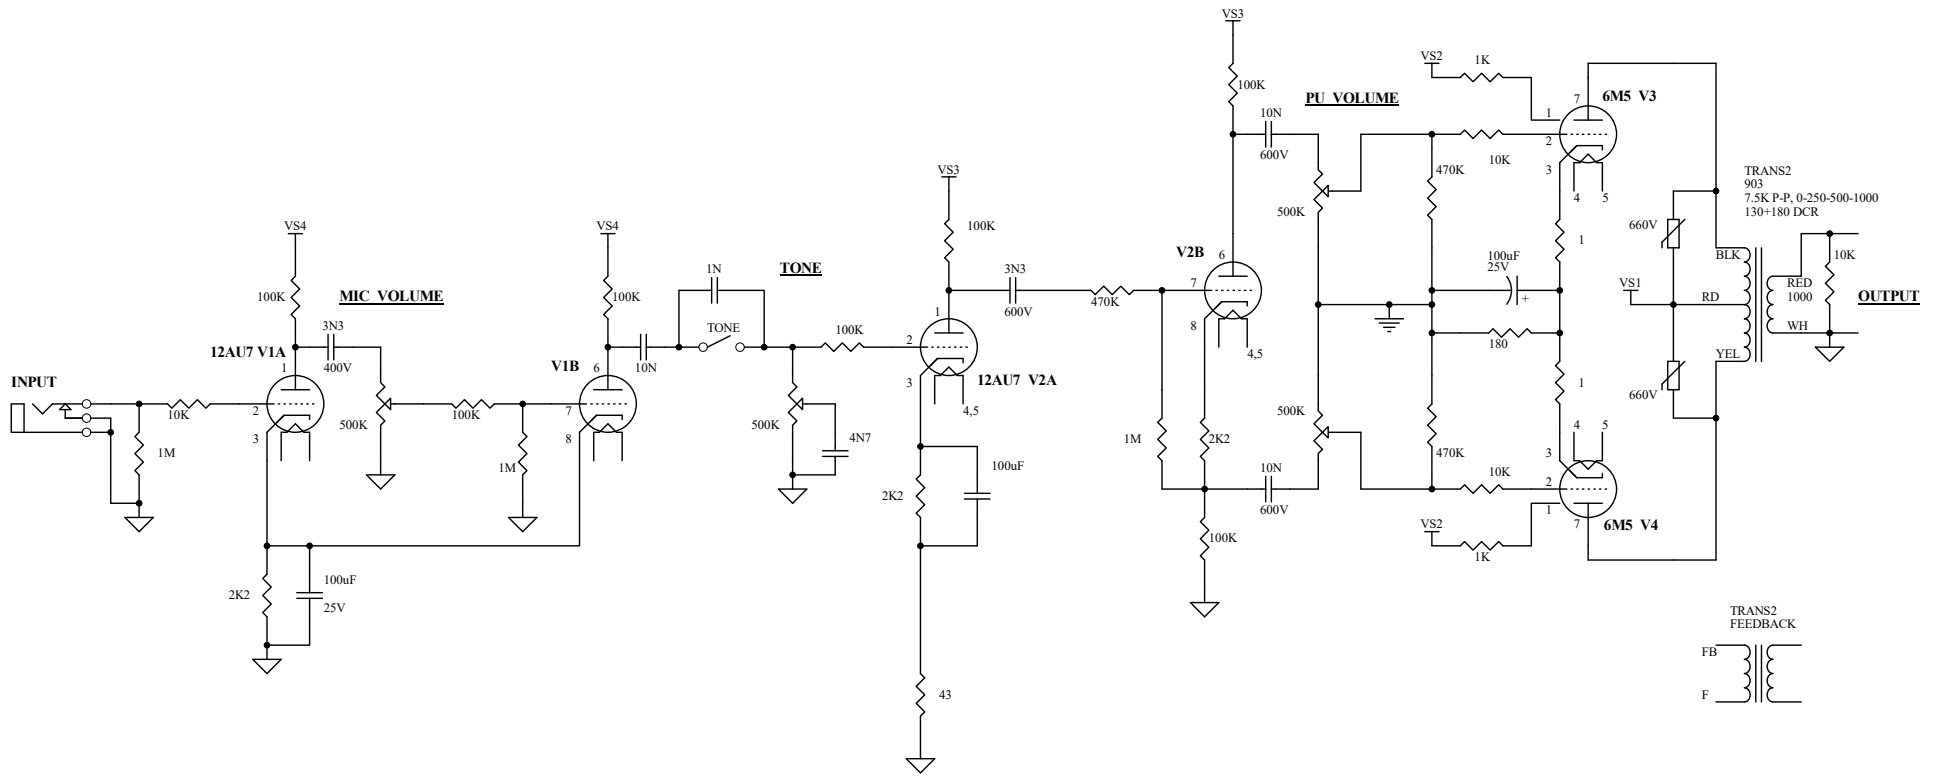 INPUT
1M
10K
12AU7 V1A
1
2
3
VS4
100K
MIC VOLUME
3N3
400V
500K
100K
1M
2K2
100uF
25V
VS4
100K
V1B
6
7
8
10N
1N
TONE
TONE
500K
4N7
100K
VS3
100K
1
2
3
4,5
12AU7 V2A
2K2
100uF
43
3N3
600V
470K
1M
VS3
100K
V2B
6
7
8
4,5
2K2
100K
10N
600V
10N
600V
PU VOLUME
500K
500K
470K
470K
10K
10K
100uF
25V
+
180
1
1
VS2
1K
7
1
2
3
4
5
6M5 V3
VS2
1K
4
5
3
2
1
7
6M5 V4
660V
660V
VS1
TRANS2
903
7.5K P-P, 0-250-500-1000
130+180 DCR
BLK
RD
YEL
RED
1000
WH
10K
OUTPUT
TRANS2
FEEDBACK
FB
F